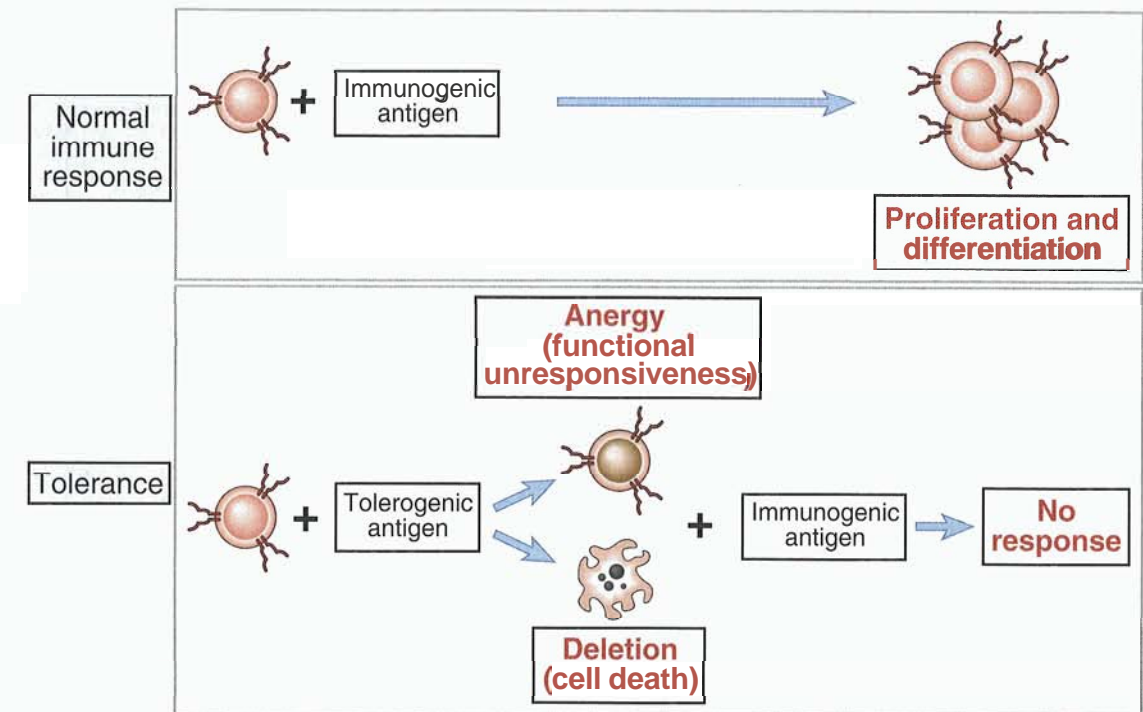 Normal
immune
response
+
Immunogenic
antigen
Proliferation and
differentiation
Tolerance
+
Tolerogenic
antigen
Anergy
(functional
unresponsiveness)
Deletion
(cell death)
+
Immunogenic
antigen
No
response